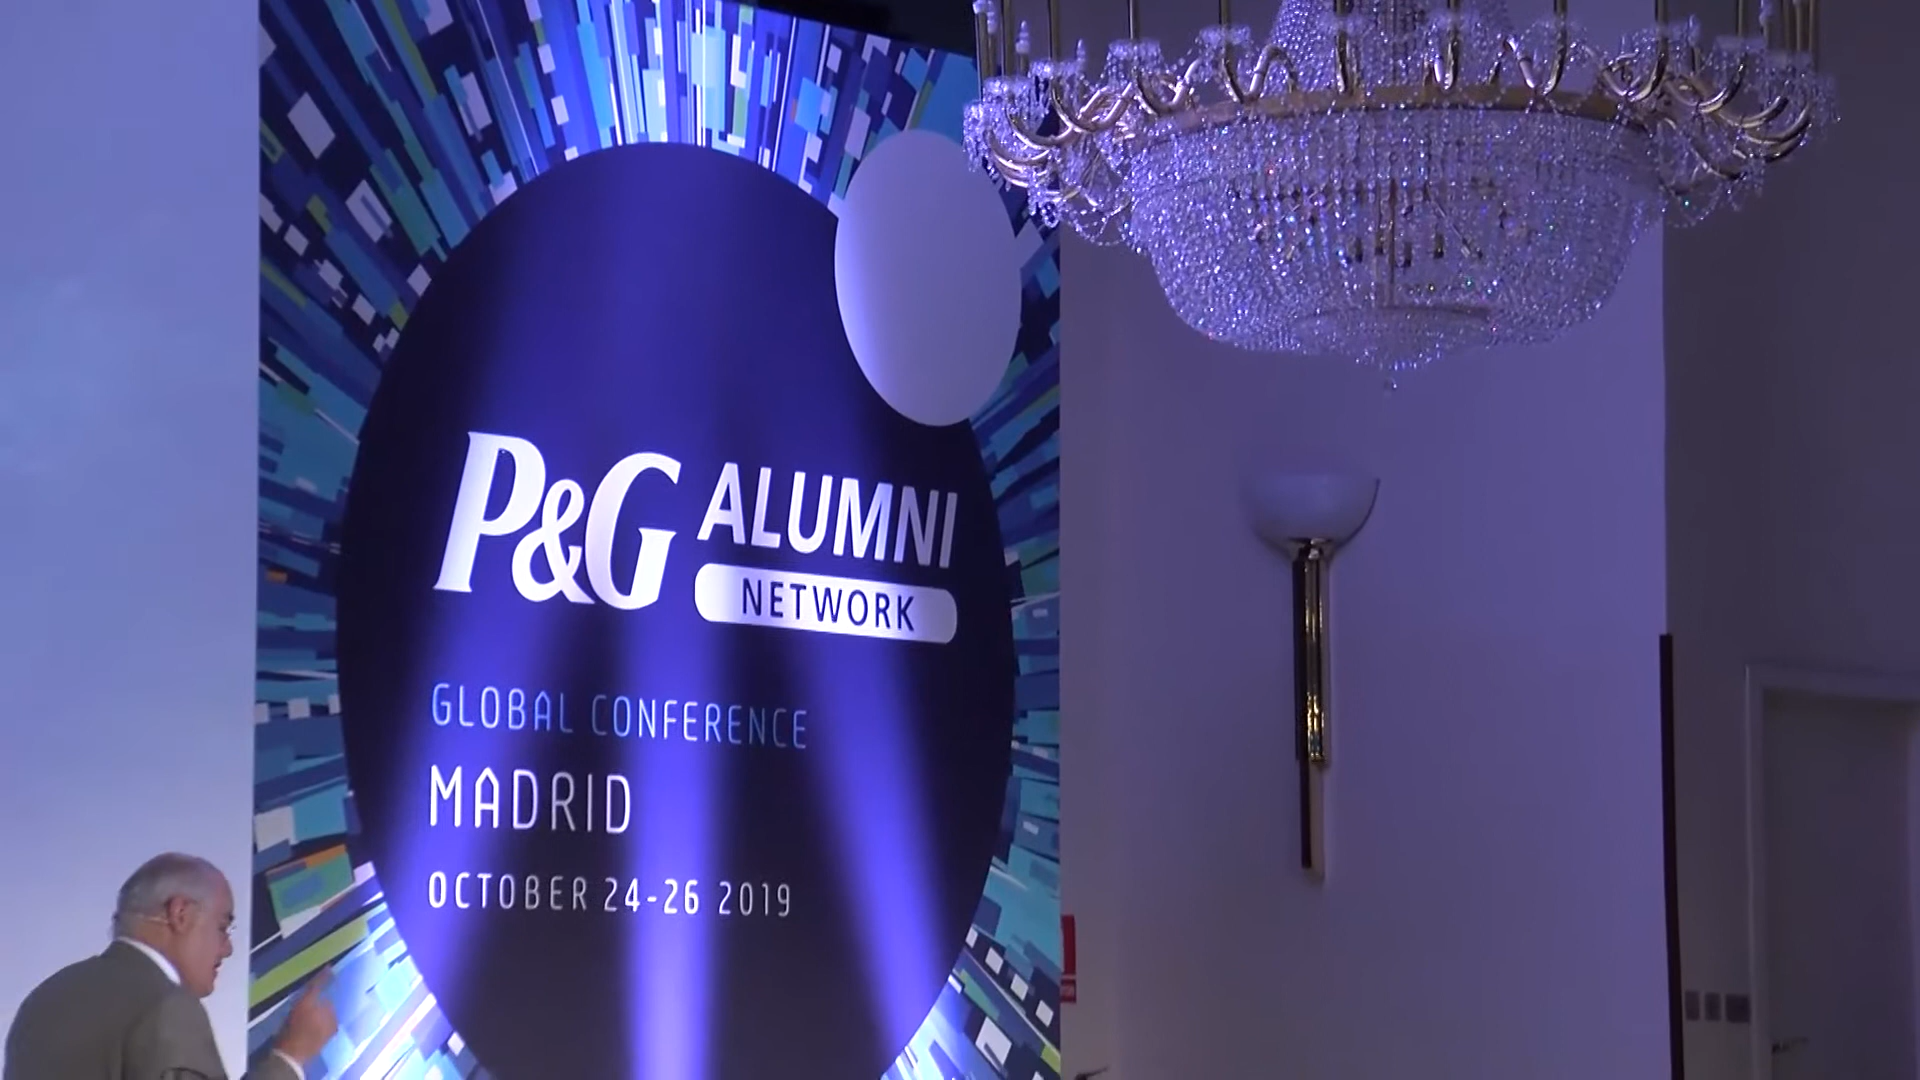 P&G ALUMNI
NETWORK
GLOBAL CONFERENCE
MADRID
OCTOBER 24-26 2019